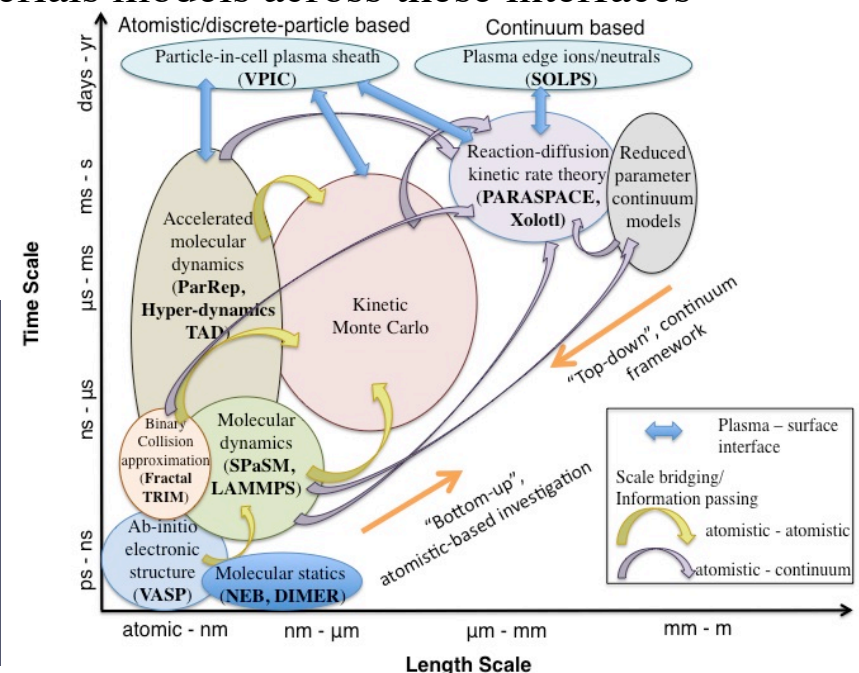 Atomistic/discrete-particle based
Continuum based
Particle-in-cell plasma sheath
(VPIC)
Plasma edge ions/neutrals
(SOLPS)
Reaction-diffusion
kinetic rate theory
(PARASPACE,
Xolotl)
Reduced
parameter
continuum
models
Accelerated
molecular
dynamics
(ParRep,
Hyper-dynamics
TAD)
Kinetic
Monte Carlo
Binary
Collision
approximation
(Fractal
TRIM)
Molecular
dynamics
(SPaSM,
LAMMPS)
Ab-initio
electronic
structure
(VASP)
Molecular statics
(NEB, DIMER)
"Top-down", continuum
framework
"Bottom-up",
atomistic-based investigation
Plasma – surface
interface
Scale bridging/
Information passing
atomistic - atomistic
atomistic - continuum
Time Scale
days - yr
ms - s
µs - ms
ns - µs
ps - ns
atomic - nm
nm - µm
µm - mm
mm - m
Length Scale